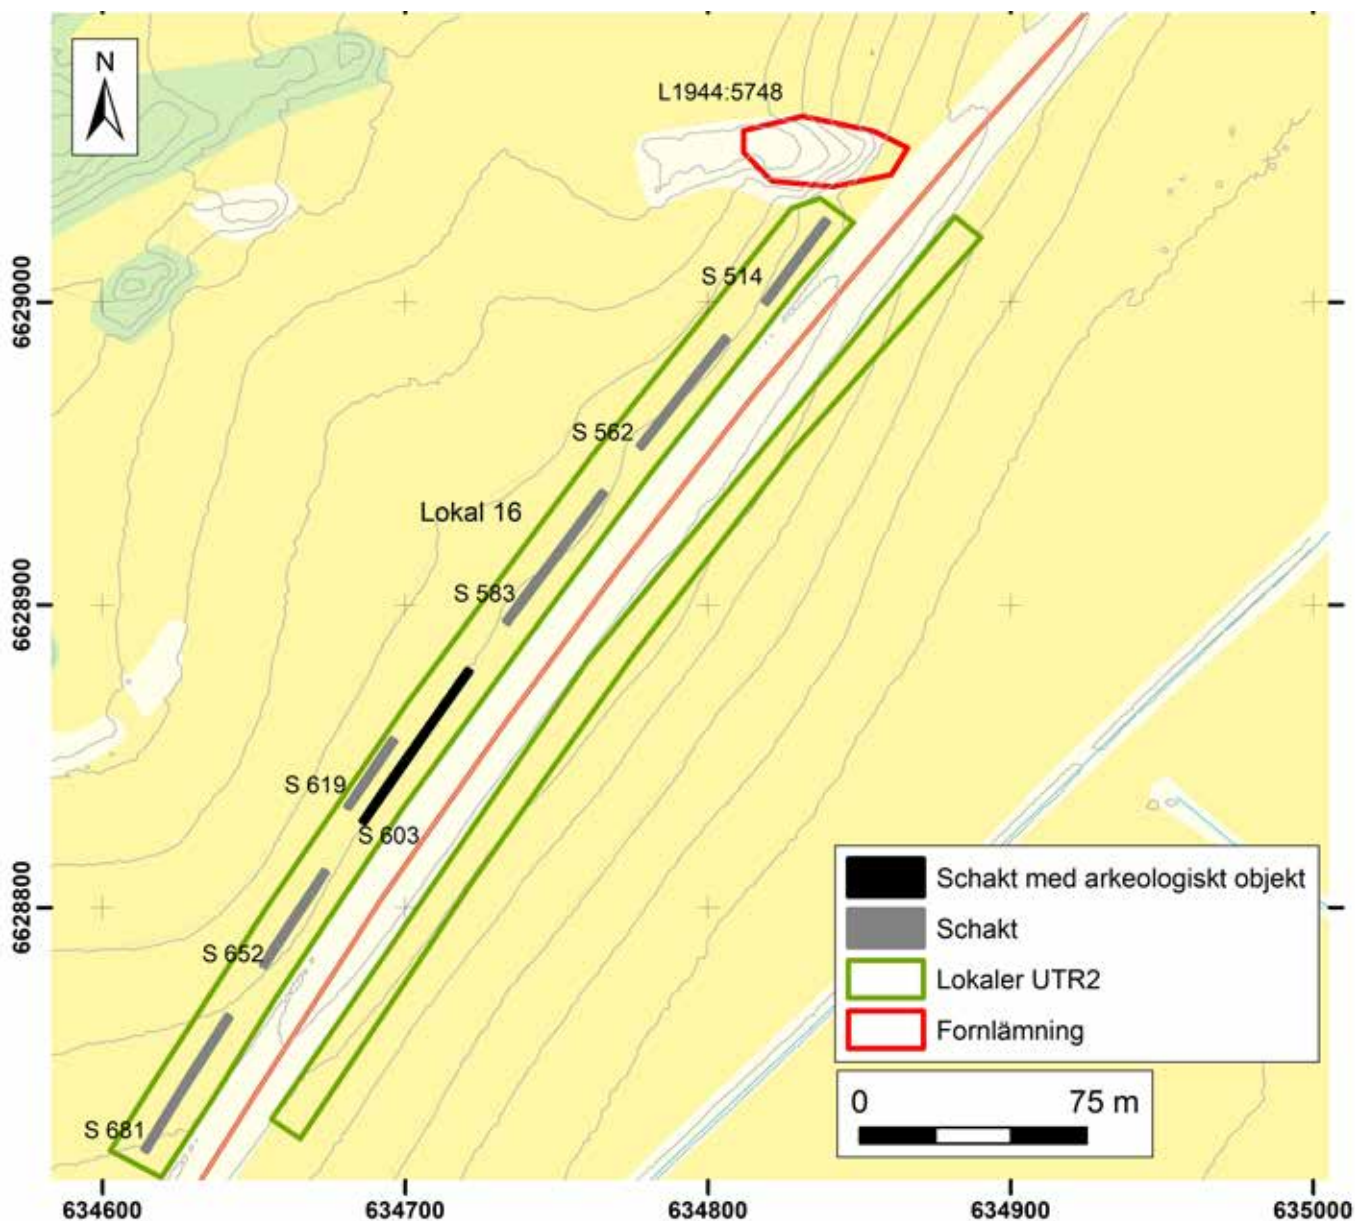 N
L1944:5748
S 514
S 562
Lokal 16
S 583
S 619
S 603
S 652
S 681
6629000
6628900
6628800
Schakt med arkeologiskt objekt
Schakt
Lokaler UTR2
Fornlämning
0 75 m
634600 634700 634800 634900 635000